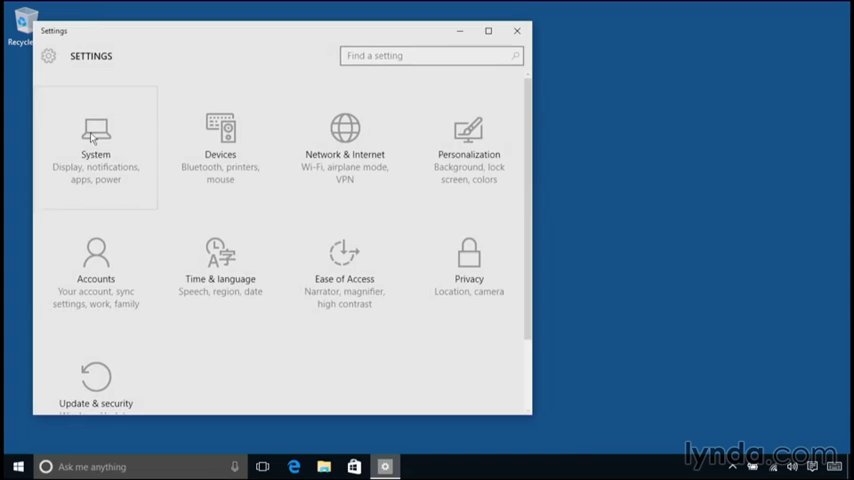 Recycle
Settings
SETTINGS
Find a setting
System
Display, notifications,
apps, power
Devices
Bluetooth, printers,
mouse
Network & Internet
Wi-Fi, airplane mode,
VPN
Personalization
Background, lock
screen, colors
Accounts
Your account, sync
settings, work, family
Time & language
Speech, region, date
Ease of Access
Narrator, magnifier,
high contrast
Privacy
Location, camera
Update & security
Ask me anything
lynda.com